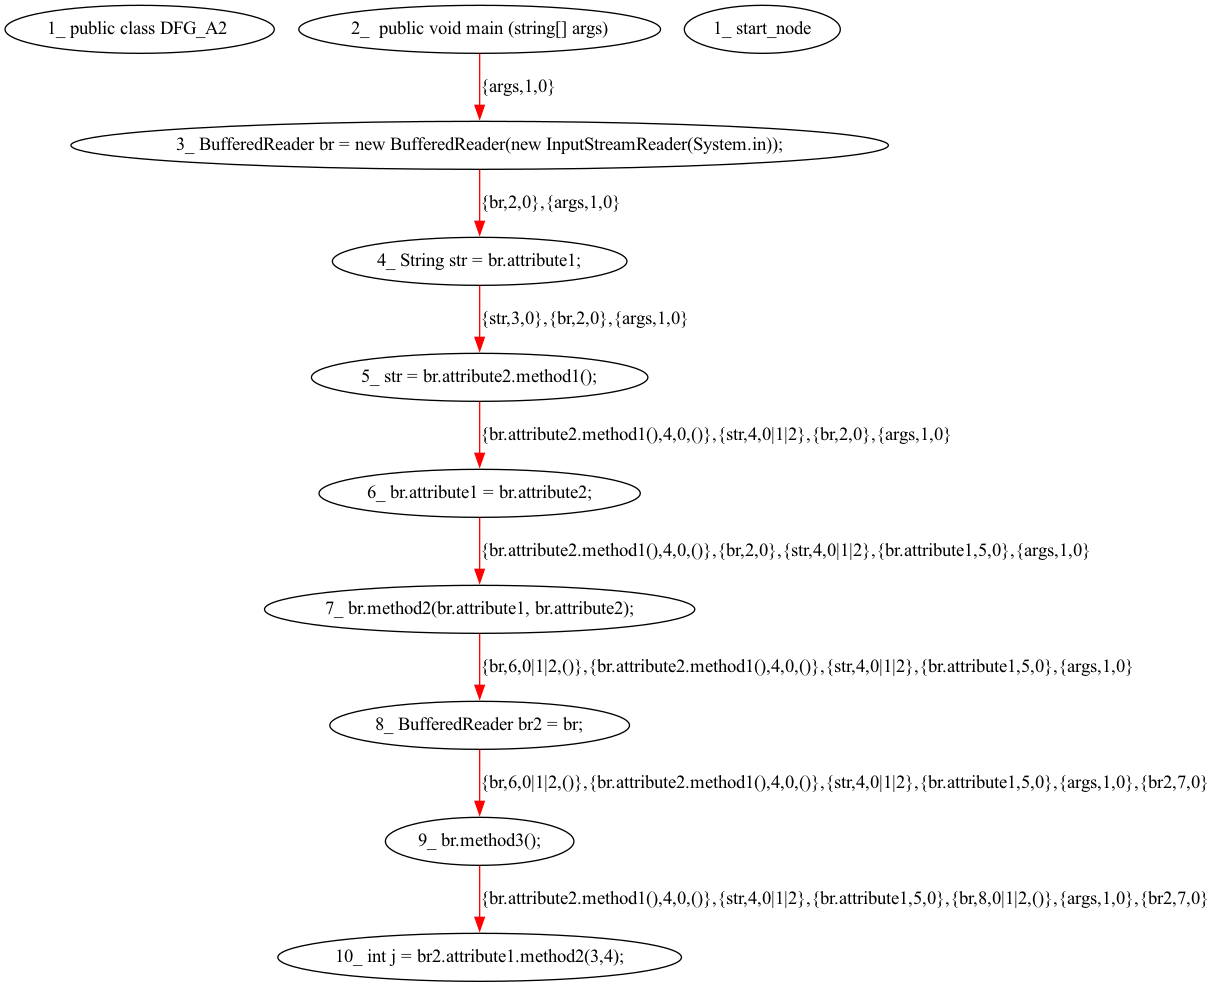 1_ public class DFG_A2
2_  public void main (string[] args)
1_ start_node
{args,1,0}
3_ BufferedReader br = new BufferedReader(new InputStreamReader(System.in));
{br,2,0},{args,1,0}
4_ String str = br.attribute1;
{str,3,0},{br,2,0},{args,1,0}
5_ str = br.attribute2.method1();
{br.attribute2.method1(),4,0,()},{str,4,0|1|2},{br,2,0},{args,1,0}
6_ br.attribute1 = br.attribute2;
{br.attribute2.method1(),4,0,()},{br,2,0},{str,4,0|1|2},{br.attribute1,5,0},{args,1,0}
7_ br.method2(br.attribute1, br.attribute2);
{br,6,0|1|2,()},{br.attribute2.method1(),4,0,()},{str,4,0|1|2},{br.attribute1,5,0},{args,1,0}
8_ BufferedReader br2 = br;
{br,6,0|1|2,()},{br.attribute2.method1(),4,0,()},{str,4,0|1|2},{br.attribute1,5,0},{args,1,0},{br2,7,0}
9_ br.method3();
{br.attribute2.method1(),4,0,()},{str,4,0|1|2},{br.attribute1,5,0},{br,8,0|1|2,()},{args,1,0},{br2,7,0}
10_ int j = br2.attribute1.method2(3,4);